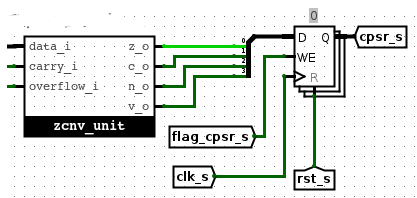 0
data_i
z_o
0
carry_i
c_o
1
overflow_i
n_o
2
v_o
3
zcnv_unit
D
Q
WE
R
cpsr_s
flag_cpsr_s
clk_s
rst_s